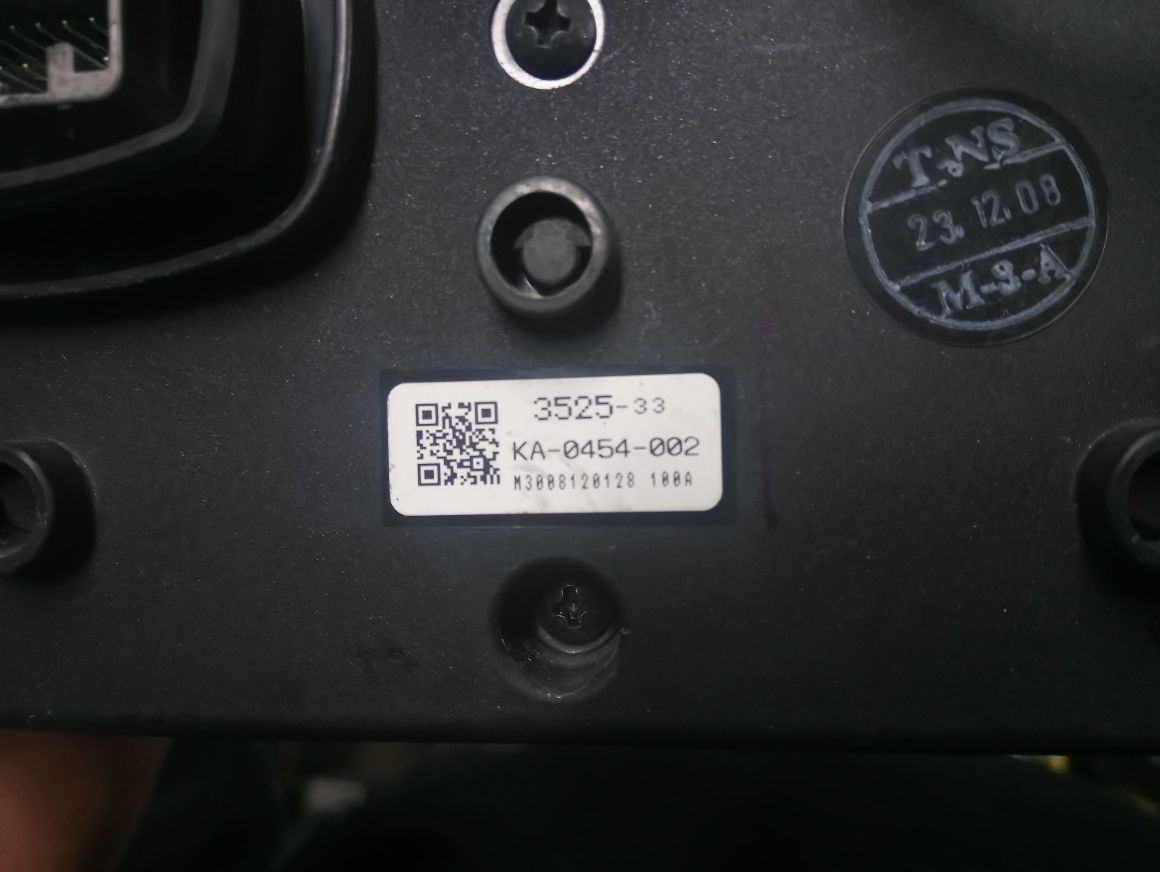 T&NS
23.12.08
M-8-A
3525-33
KA-0454-002
M3008120128 100A